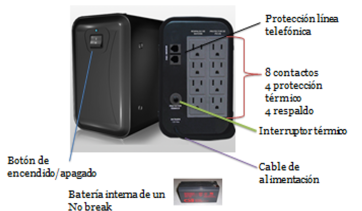 Protección línea
telefónica
8 contactos
4 protección
térmico
4 respaldo
Interruptor térmico
Cable de
alimentación
Botón de
encendido/apagado
Batería interna de un
No break